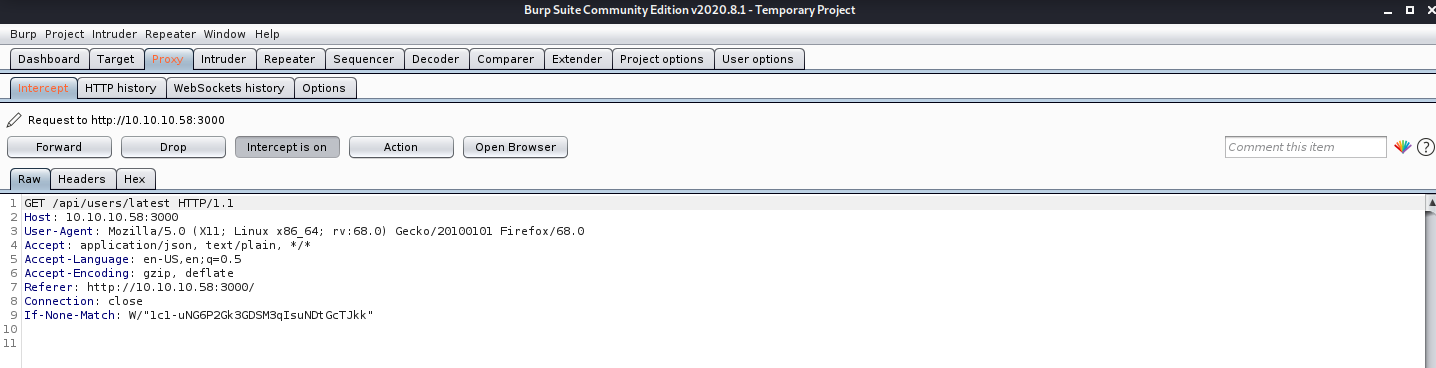 Burp Suite Community Edition v2020.8.1 - Temporary Project
Burp Project Intruder Repeater Window Help
Dashboard Target Proxy Intruder Repeater Sequencer Decoder Comparer Extender Project options User options
Intercept HTTP history WebSockets history Options
Request to http://10.10.10.58:3000
Forward Drop Intercept is on Action Open Browser Comment this item ?
Raw Headers Hex
1 GET /api/users/latest HTTP/1.1
2 Host: 10.10.10.58:3000
3 User-Agent: Mozilla/5.0 (X11; Linux x86_64; rv:68.0) Gecko/20100101 Firefox/68.0
4 Accept: application/json, text/plain, */*
5 Accept-Language: en-US,en;q=0.5
6 Accept-Encoding: gzip, deflate
7 Referer: http://10.10.10.58:3000/
8 Connection: close
9 If-None-Match: W/"1c1-uNG6P2Gk3GDSM3qIsuNDtGcTJkk"
10
11